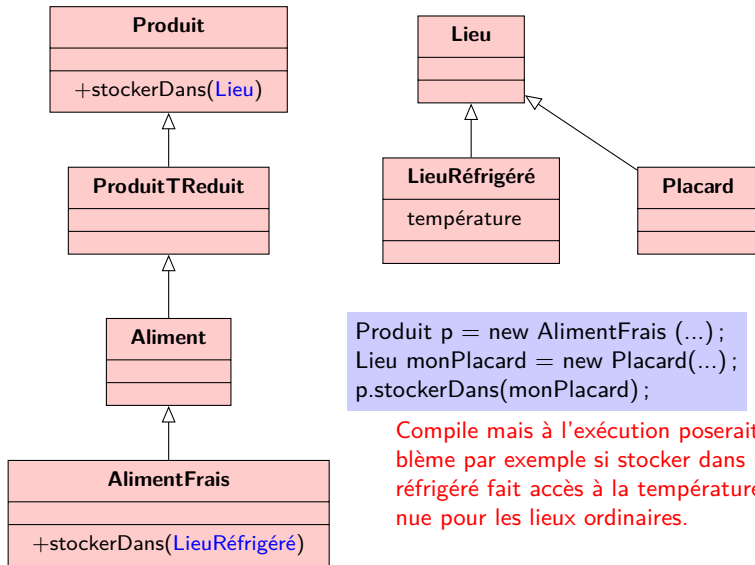 Produit
+stockerDans(Lieu)
ProduitTReduit
Aliment
AlimentFrais
+stockerDans(LieuRéfrigéré)
Lieu
LieuRéfrigéré
température
Placard
Produit p = new AlimentFrais (...) ;
Lieu monPlacard = new Placard(...) ;
p.stockerDans(monPlacard) ;
Compile mais à l'exécution poserait
blème par exemple si stocker dans
réfrigéré fait accès à la température
nue pour les lieux ordinaires.